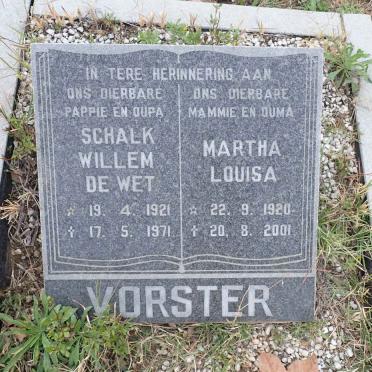 IN TERE HERINNERING AAN
ONS DIERBARE
PAPPIE EN OUPA
SCHALK
WILLEM
DE WET
☆ 19. 4. 1921
† 17. 5. 1971
ONS DIERBARE
MAMMIE EN OUMA
MARTHA
LOUISA
☆ 22. 9. 1920
† 20. 8. 2001
VORSTER